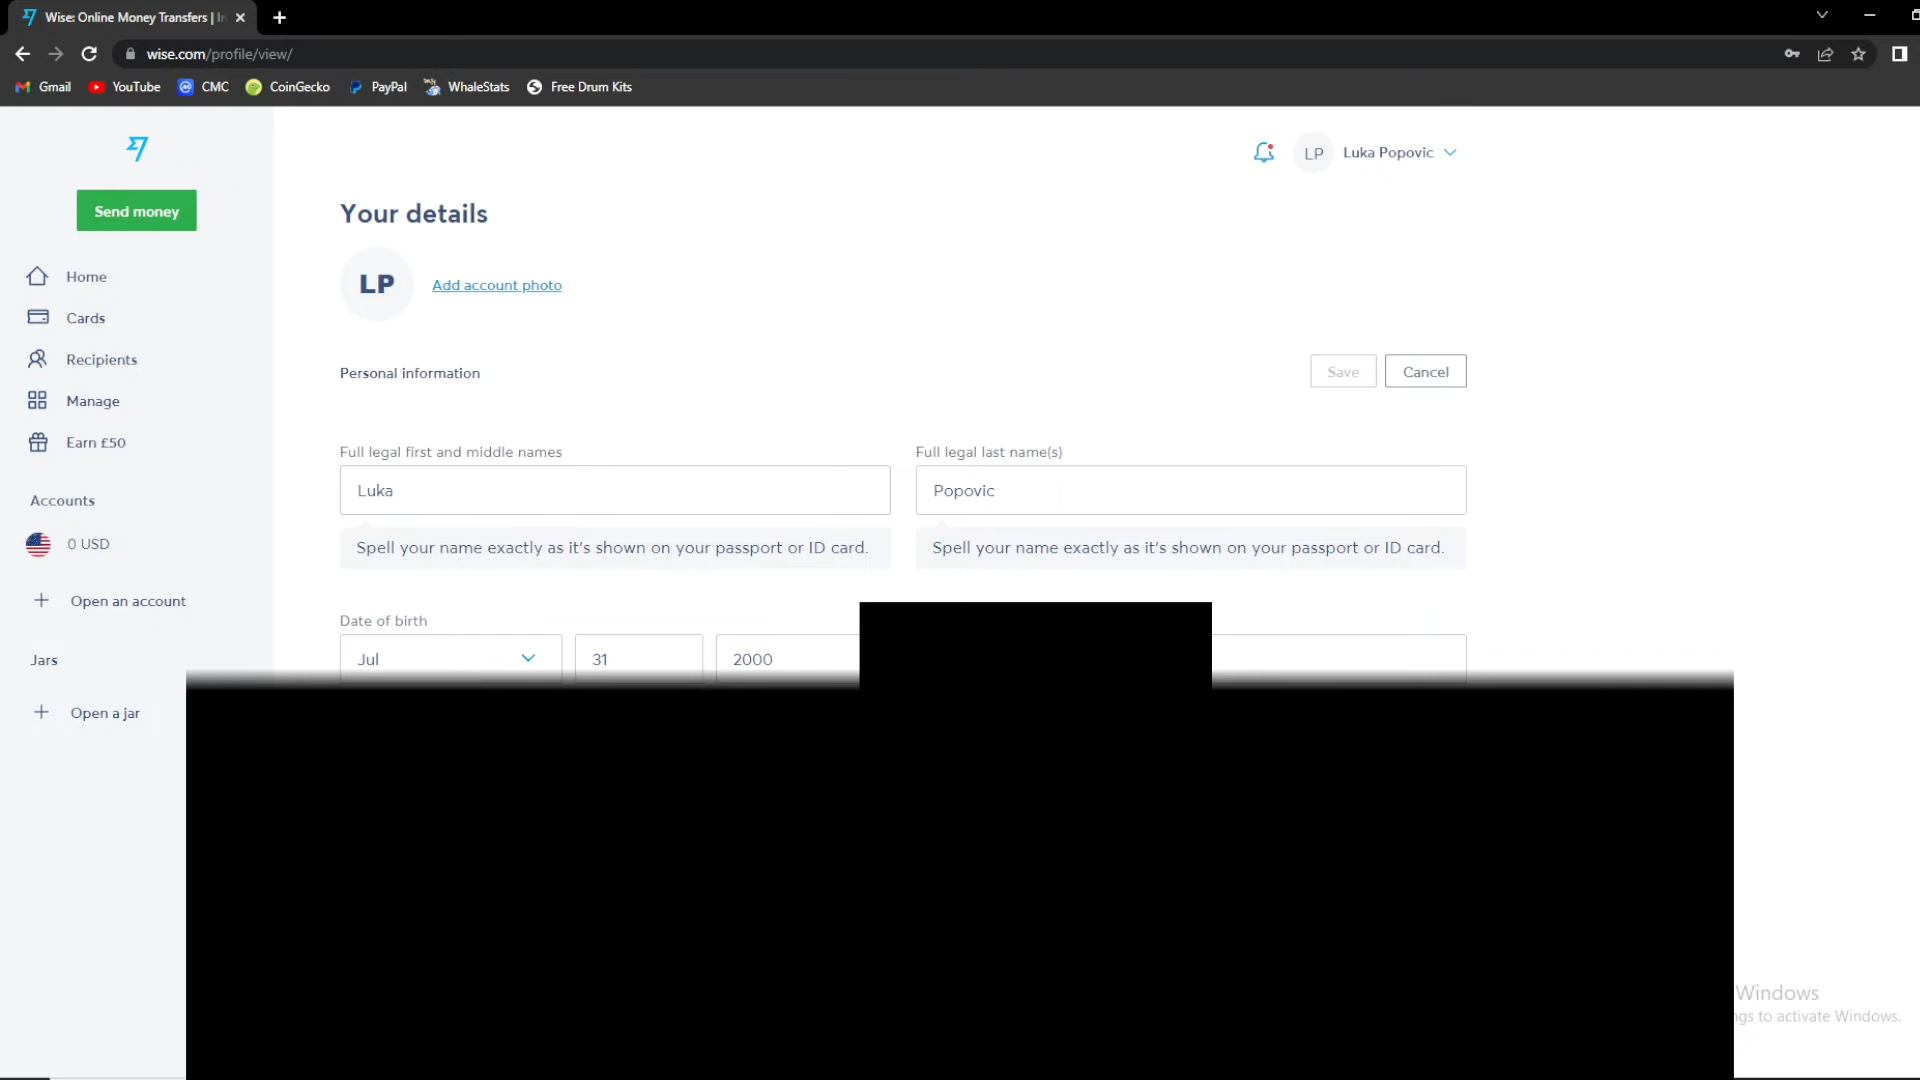 Wise: Online Money Transfers |
wise.com/profile/view/
Gmail YouTube CMC CoinGecko PayPal WhaleStats Free Drum Kits
LP Luka Popovic
Send money
Home
Cards
Recipients
Manage
Earn £50
Accounts
0 USD
Open an account
Jars
Open a jar
Your details
LP Add account photo
Personal information
Save Cancel
Full legal first and middle names
Luka
Spell your name exactly as it's shown on your passport or ID card.
Full legal last name(s)
Popovic
Spell your name exactly as it's shown on your passport or ID card.
Date of birth
Jul 31 2000
Windows
to activate Windows.